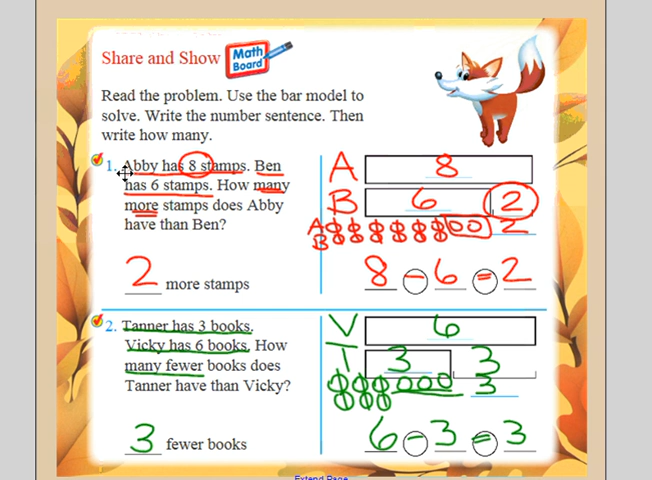 Share and Show Math Board
Read the problem. Use the bar model to
solve. Write the number sentence. Then
write how many.
1. Abby has 8 stamps. Ben
has 6 stamps. How many
more stamps does Abby
have than Ben?
2 more stamps
A 8
B 6 2
A
B 2
8 - 6 = 2
2. Tanner has 3 books.
Vicky has 6 books. How
many fewer books does
Tanner have than Vicky?
3 fewer books
V 6
T 3 3
3
6 - 3 = 3
Extend Page